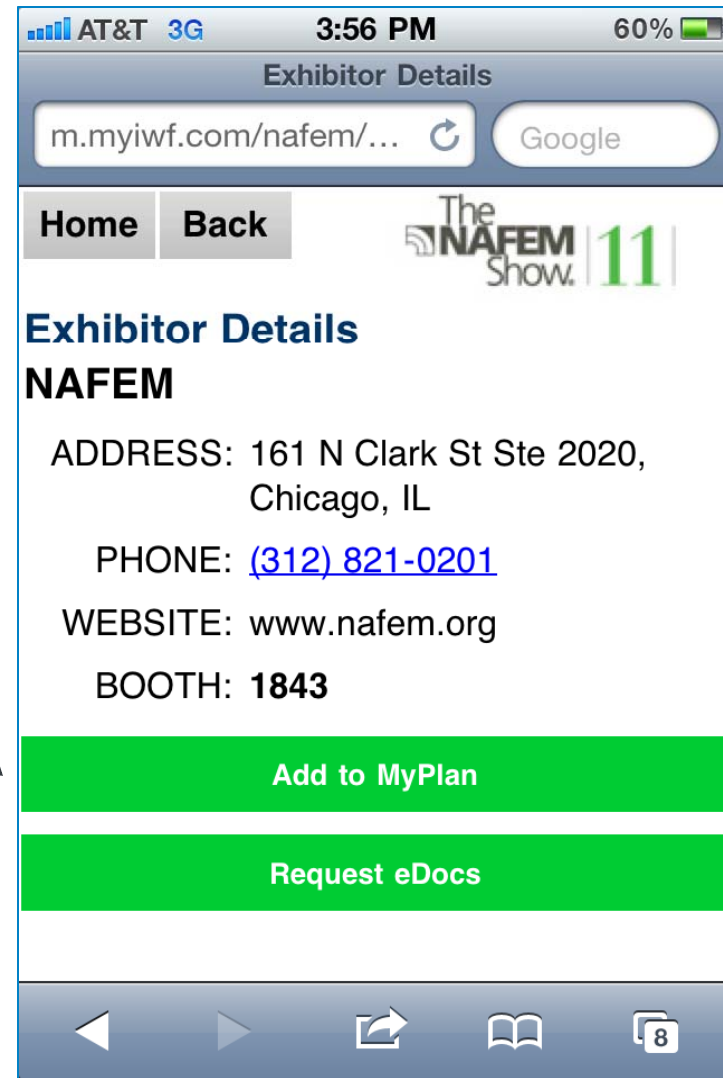 AT&T 3G 3:56 PM 60%
Exhibitor Details
m.myiwf.com/nafem/... Google
Home Back
The
NAFEM 11
Show.
Exhibitor Details
NAFEM
ADDRESS: 161 N Clark St Ste 2020,
Chicago, IL
PHONE: (312) 821-0201
WEBSITE: www.nafem.org
BOOTH: 1843
Add to MyPlan
Request eDocs
8